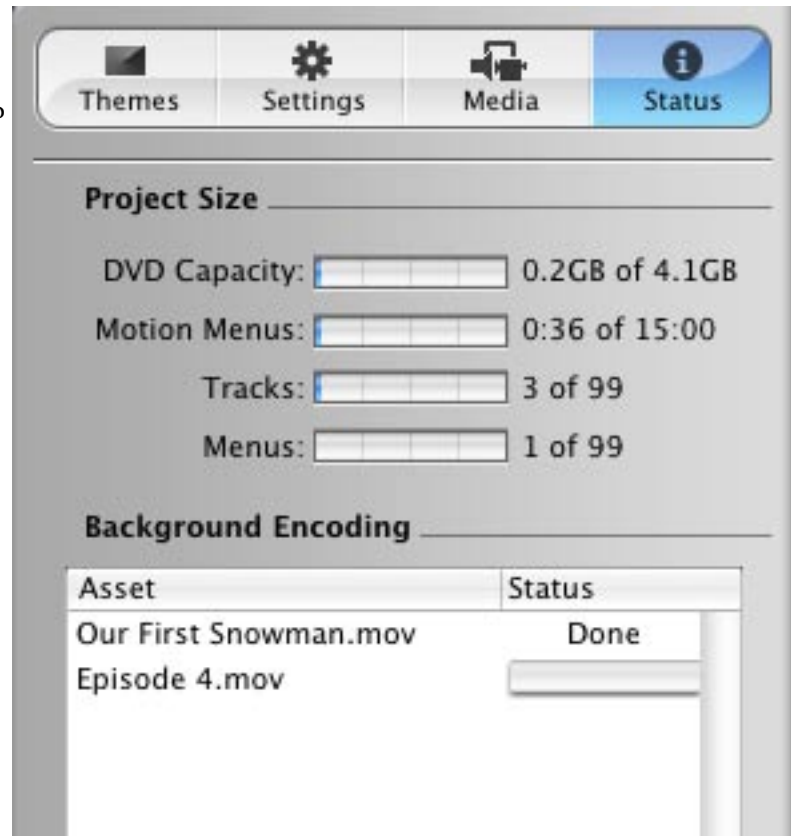 Themes Settings Media Status
Project Size
DVD Capacity: 0.2GB of 4.1GB
Motion Menus: 0:36 of 15:00
Tracks: 3 of 99
Menus: 1 of 99
Background Encoding
Asset Status
Our First Snowman.mov Done
Episode 4.mov